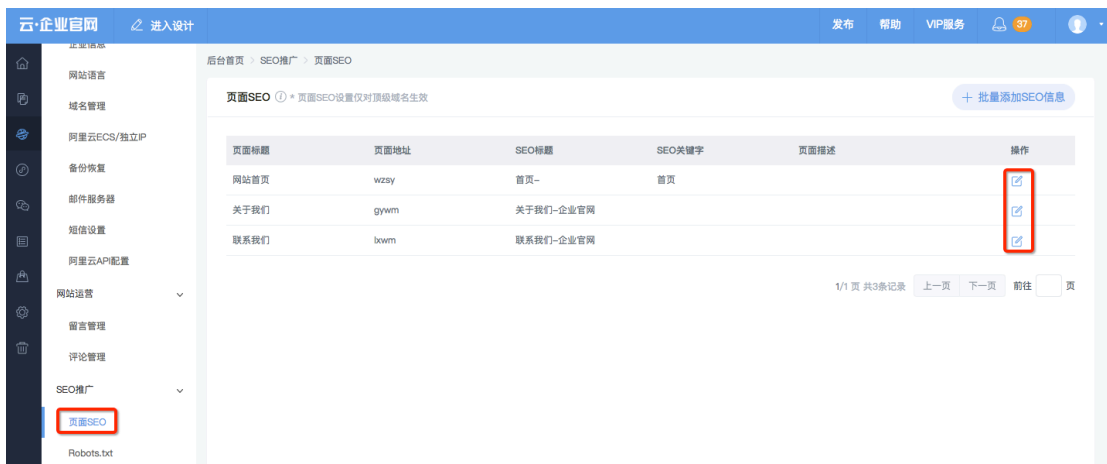 云·企业官网 进入设计 发布 帮助 VIP服务 37
企业信息
网站语言
域名管理
阿里云ECS/独立IP
备份恢复
邮件服务器
短信设置
阿里云API配置
网站运营
留言管理
评论管理
SEO推广
页面SEO
Robots.txt
后台首页 > SEO推广 > 页面SEO
页面SEO * 页面SEO设置仅对顶级域名生效 + 批量添加SEO信息
页面标题 页面地址 SEO标题 SEO关键字 页面描述 操作
网站首页 wzsy 首页- 首页
关于我们 gywm 关于我们-企业官网
联系我们 lxwm 联系我们-企业官网
1/1 页 共3条记录 上一页 下一页 前往 页